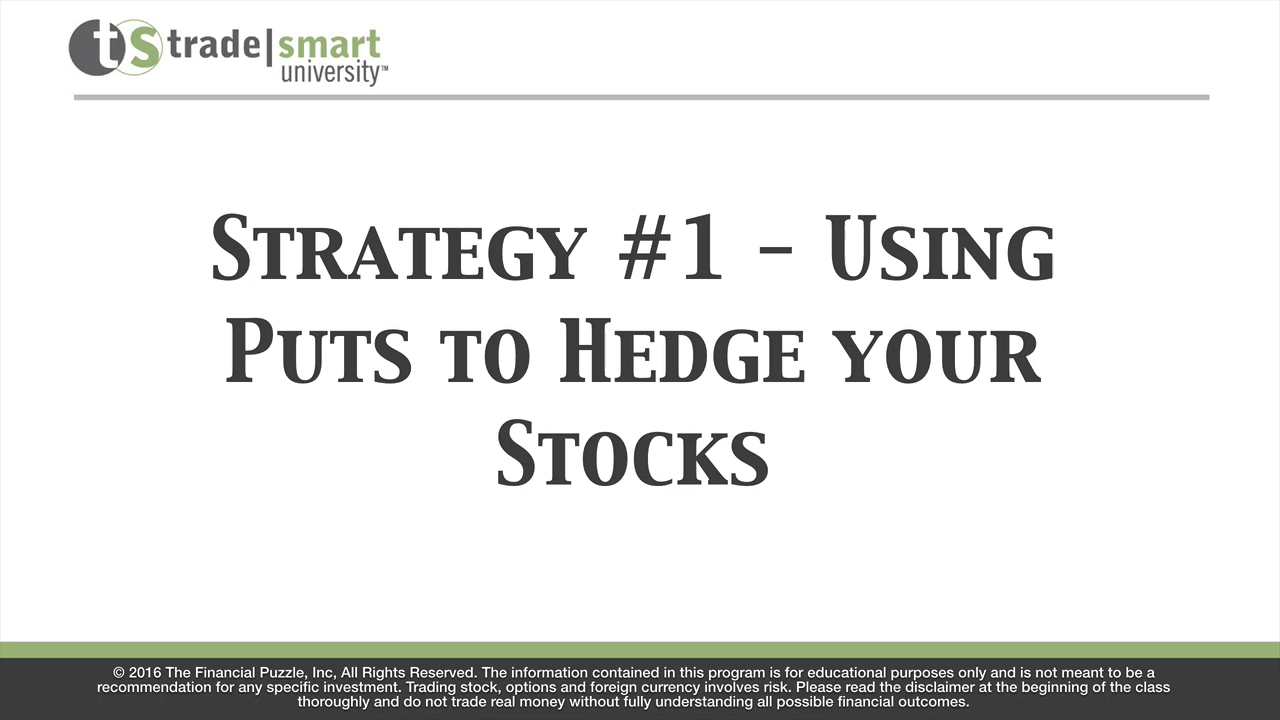 ts trade|smart
university™
Strategy #1 - Using
Puts to Hedge your
Stocks
© 2016 The Financial Puzzle, Inc, All Rights Reserved. The information contained in this program is for educational purposes only and is not meant to be a
recommendation for any specific investment. Trading stock, options and foreign currency involves risk. Please read the disclaimer at the beginning of the class
thoroughly and do not trade real money without fully understanding all possible financial outcomes.